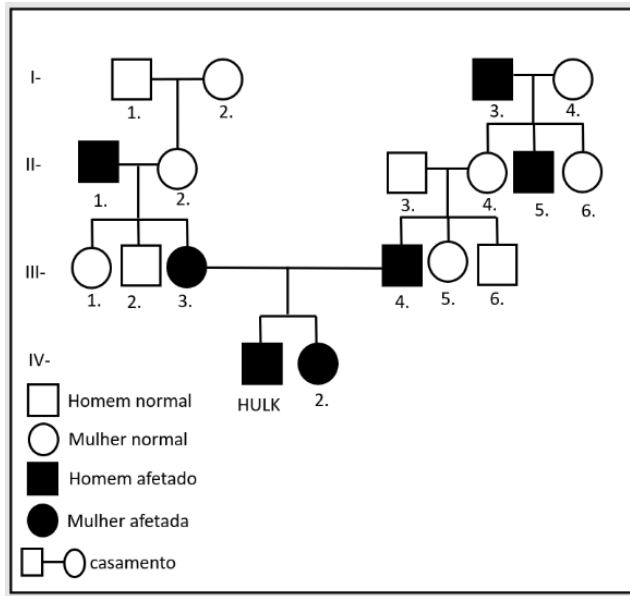 I-
1. 2. 3. 4.
II-
1. 2. 3. 4. 5. 6.
III-
1. 2. 3. 4. 5. 6.
IV-
HULK 2.
Homem normal
Mulher normal
Homem afetado
Mulher afetada
casamento